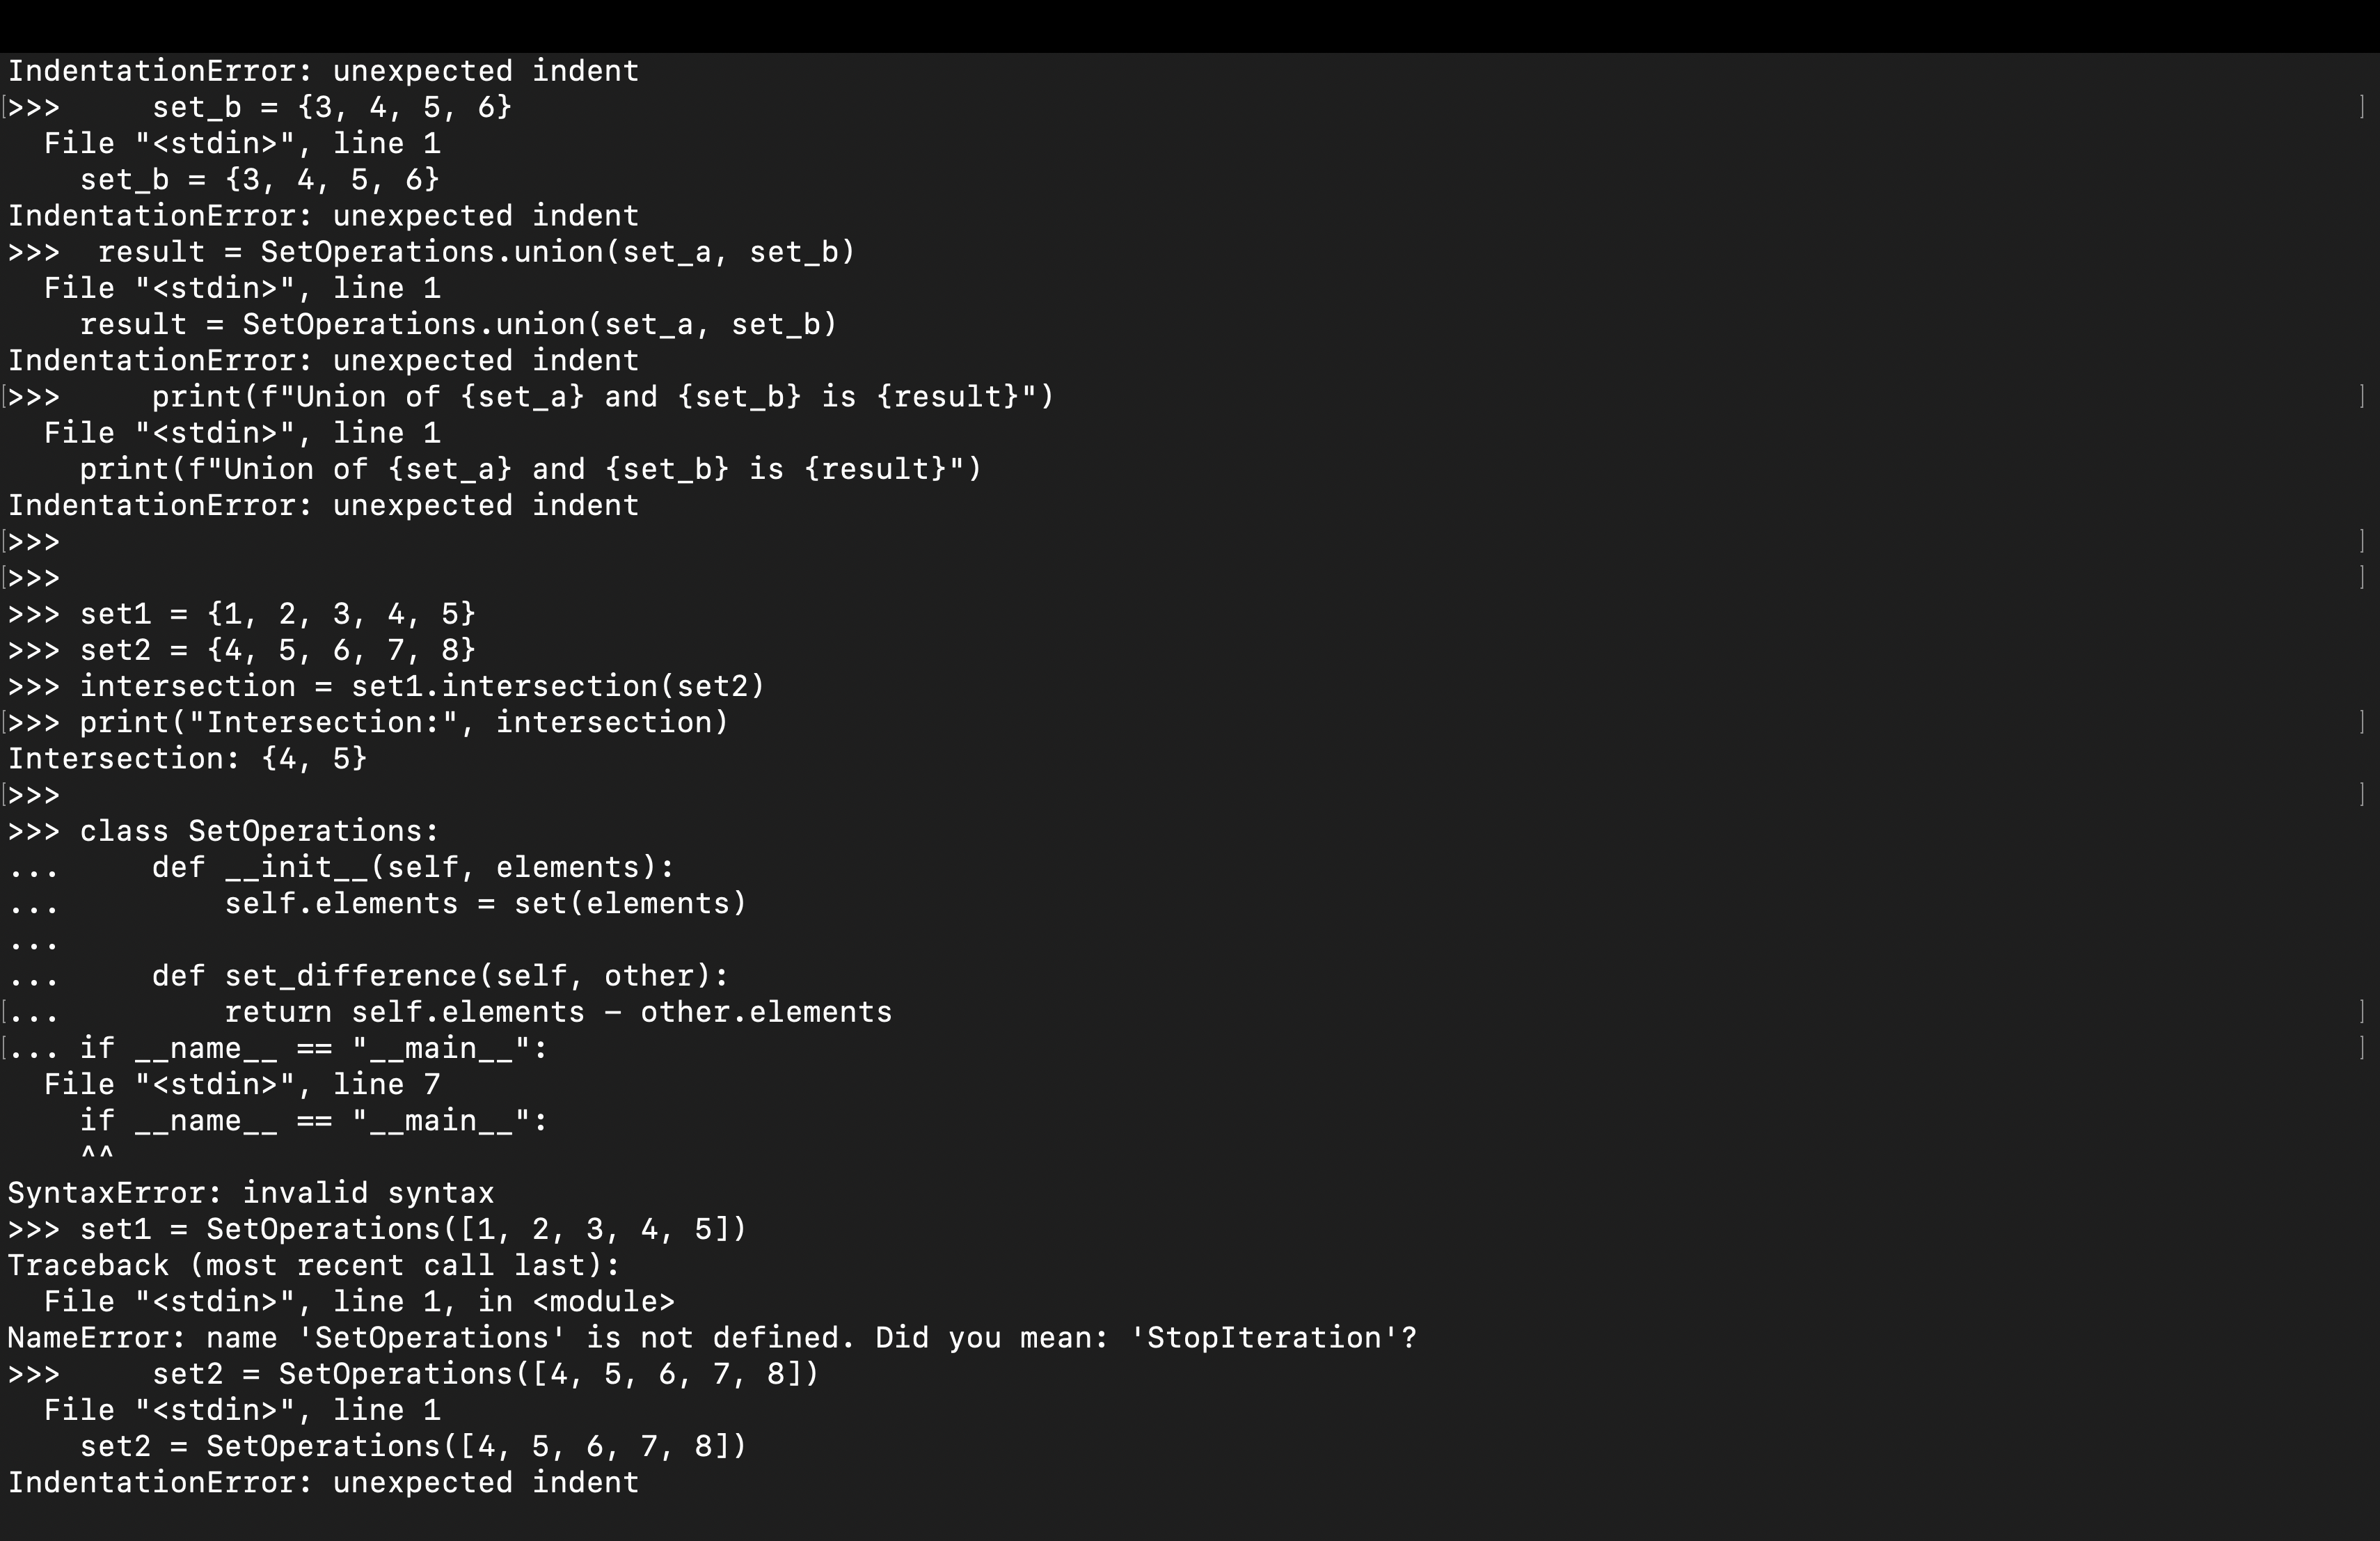 IndentationError: unexpected indent
>>>     set_b = {3, 4, 5, 6}
  File "<stdin>", line 1
    set_b = {3, 4, 5, 6}
IndentationError: unexpected indent
>>>  result = SetOperations.union(set_a, set_b)
  File "<stdin>", line 1
    result = SetOperations.union(set_a, set_b)
IndentationError: unexpected indent
>>>     print(f"Union of {set_a} and {set_b} is {result}")
  File "<stdin>", line 1
    print(f"Union of {set_a} and {set_b} is {result}")
IndentationError: unexpected indent
>>>
>>>
>>> set1 = {1, 2, 3, 4, 5}
>>> set2 = {4, 5, 6, 7, 8}
>>> intersection = set1.intersection(set2)
>>> print("Intersection:", intersection)
Intersection: {4, 5}
>>>
>>> class SetOperations:
...     def __init__(self, elements):
...         self.elements = set(elements)
...
...     def set_difference(self, other):
...         return self.elements - other.elements
... if __name__ == "__main__":
  File "<stdin>", line 7
    if __name__ == "__main__":
    ^^
SyntaxError: invalid syntax
>>> set1 = SetOperations([1, 2, 3, 4, 5])
Traceback (most recent call last):
  File "<stdin>", line 1, in <module>
NameError: name 'SetOperations' is not defined. Did you mean: 'StopIteration'?
>>>     set2 = SetOperations([4, 5, 6, 7, 8])
  File "<stdin>", line 1
    set2 = SetOperations([4, 5, 6, 7, 8])
IndentationError: unexpected indent